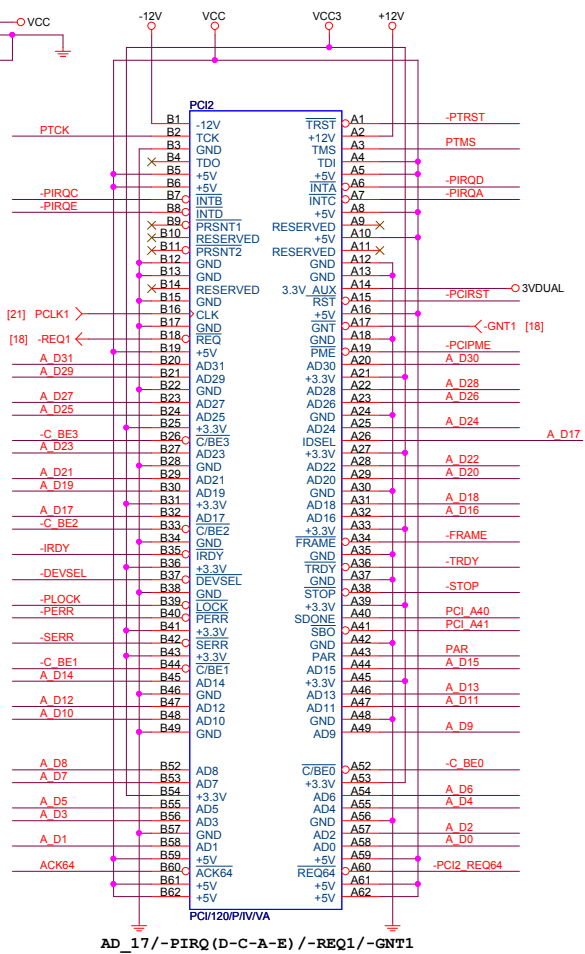 VCC
-12V VCC VCC3 +12V
PCI2
B1 -12V TRST A1 -PTRST
PTCK B2 TCK +12V A2
B3 GND TMS A3 PTMS
B4 TDO TDI A4
B5 +5V +5V A5
B6 +5V INTA A6 -PIRQD
-PIRQC B7 INTB INTC A7 -PIRQA
-PIRQE B8 INTD +5V A8
B9 PRSNT1 RESERVED A9
B10 RESERVED +5V A10
B11 PRSNT2 RESERVED A11
B12 GND GND A12
B13 GND GND A13
B14 RESERVED 3.3V_AUX A14 3VDUAL
B15 GND RST A15 -PCIRST
[21] PCLK1 B16 CLK +5V A16
B17 GND GNT A17 -GNT1 [18]
[18] -REQ1 B18 REQ GND A18
B19 +5V PME A19 -PCIPME
A_D31 B20 AD31 AD30 A20 A_D30
A_D29 B21 AD29 +3.3V A21
B22 GND AD28 A22 A_D28
A_D27 B23 AD27 AD26 A23 A_D26
A_D25 B24 AD25 GND A24
B25 +3.3V AD24 A25 A_D24
-C_BE3 B26 C/BE3 IDSEL A26 A_D17
A_D23 B27 AD23 +3.3V A27
B28 GND AD22 A28 A_D22
A_D21 B29 AD21 AD20 A29 A_D20
A_D19 B30 AD19 GND A30
B31 +3.3V AD18 A31 A_D18
A_D17 B32 AD17 AD16 A32 A_D16
-C_BE2 B33 C/BE2 +3.3V A33
B34 GND FRAME A34 -FRAME
-IRDY B35 IRDY GND A35
B36 +3.3V TRDY A36 -TRDY
-DEVSEL B37 DEVSEL GND A37
B38 GND STOP A38 -STOP
-PLOCK B39 LOCK +3.3V A39
-PERR B40 PERR SDONE A40 PCI_A40
B41 +3.3V SBO A41 PCI_A41
-SERR B42 SERR GND A42
B43 +3.3V PAR A43 PAR
-C_BE1 B44 C/BE1 AD15 A44 A_D15
A_D14 B45 AD14 +3.3V A45
B46 GND AD13 A46 A_D13
A_D12 B47 AD12 AD11 A47 A_D11
A_D10 B48 AD10 GND A48
B49 GND AD9 A49 A_D9
A_D8 B52 AD8 C/BE0 A52 -C_BE0
A_D7 B53 AD7 +3.3V A53
B54 +3.3V AD6 A54 A_D6
A_D5 B55 AD5 AD4 A55 A_D4
A_D3 B56 AD3 GND A56
B57 GND AD2 A57 A_D2
A_D1 B58 AD1 AD0 A58 A_D0
B59 +5V +5V A59
ACK64 B60 ACK64 REQ64 A60 -PCI2_REQ64
B61 +5V +5V A61
B62 +5V +5V A62
PCI/120/P/IV/VA
AD_17/-PIRQ(D-C-A-E)/-REQ1/-GNT1